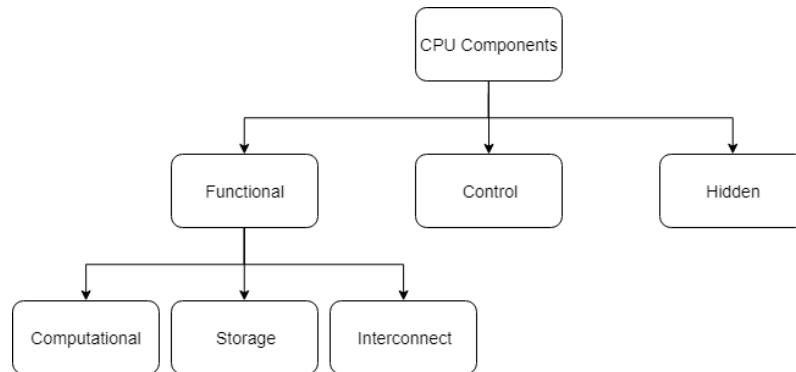 CPU Components
Functional
Control
Hidden
Computational
Storage
Interconnect